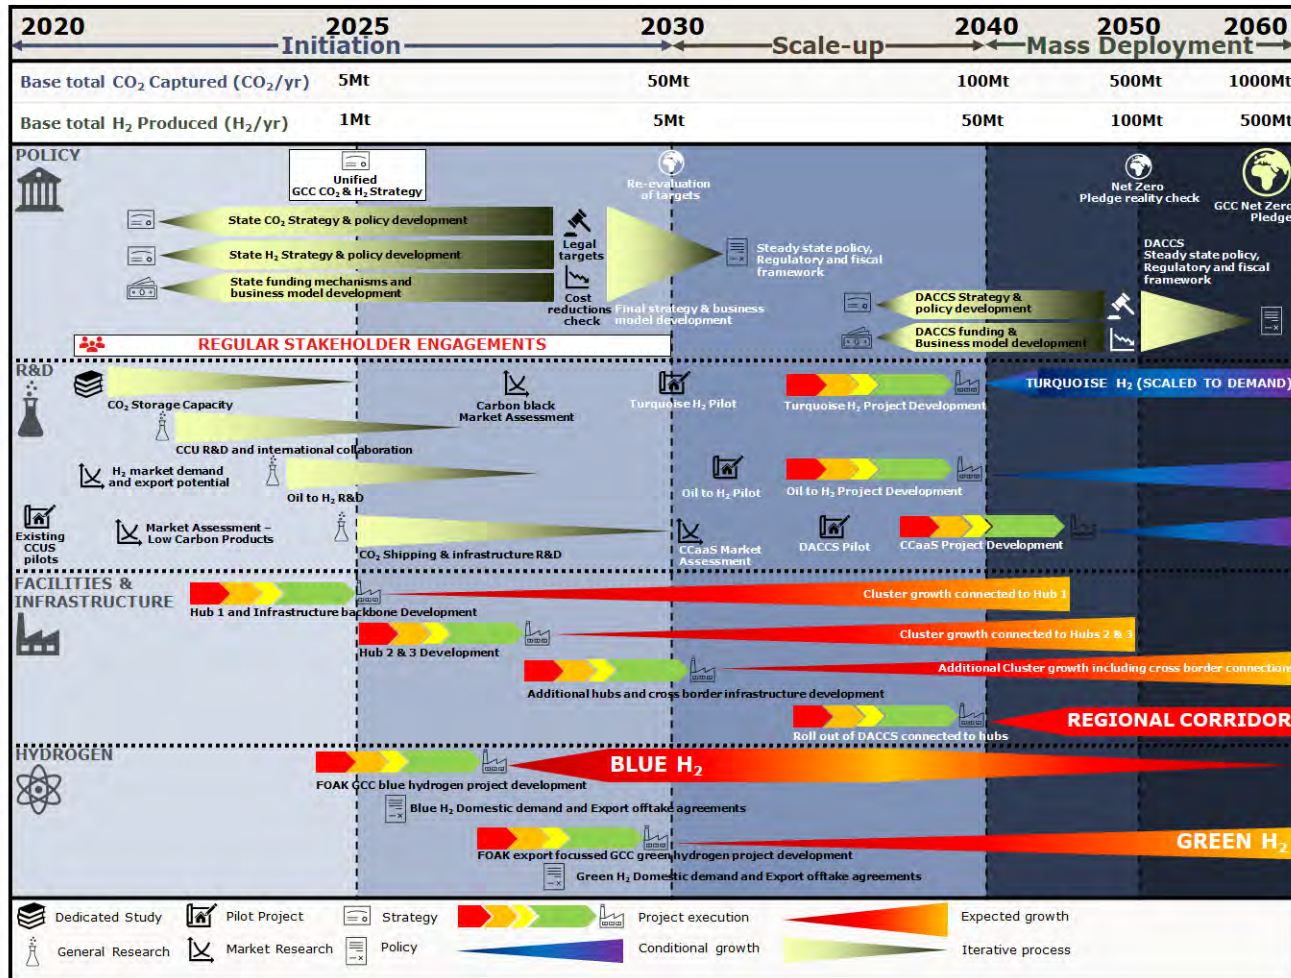 2020 2025 2030 2040 2050 2060
Initiation Scale-up Mass Deployment
Base total CO₂ Captured (CO₂/yr) 5Mt 50Mt 100Mt 500Mt 1000Mt
Base total H₂ Produced (H₂/yr) 1Mt 5Mt 50Mt 100Mt 500Mt
POLICY
Unified
GCC CO₂ & H₂ Strategy
Re-evaluation
of targets
Net Zero
Pledge reality check
GCC Net Zero
Pledge
State CO₂ Strategy & policy development
State H₂ Strategy & policy development
State funding mechanisms and
business model development
Legal
targets
Cost
reductions
check
Final strategy & business
model development
Steady state policy,
Regulatory and fiscal
framework
DACCS Strategy &
policy development
DACCS funding &
Business model development
DACCS
Steady state policy,
Regulatory and fiscal
framework
REGULAR STAKEHOLDER ENGAGEMENTS
R&D
CO₂ Storage Capacity
Carbon black
Market Assessment
Turquoise H₂ Pilot
Turquoise H₂ Project Development
TURQUOISE H₂ (SCALED TO DEMAND)
CCU R&D and international collaboration
H₂ market demand
and export potential
Oil to H₂ R&D
Oil to H₂ Pilot
Oil to H₂ Project Development
Existing
CCUS
pilots
Market Assessment –
Low Carbon Products
CO₂ Shipping & infrastructure R&D
CCaaS Market
Assessment
DACCS Pilot
CCaaS Project Development
FACILITIES &
INFRASTRUCTURE
Hub 1 and Infrastructure backbone Development
Cluster growth connected to Hub 1
Hub 2 & 3 Development
Cluster growth connected to Hubs 2 & 3
Additional hubs and cross border infrastructure development
Additional Cluster growth including cross border connections
Roll out of DACCS connected to hubs
REGIONAL CORRIDOR
HYDROGEN
FOAK GCC blue hydrogen project development
BLUE H₂
Blue H₂ Domestic demand and Export offtake agreements
FOAK export focussed GCC green hydrogen project development
GREEN H₂
Green H₂ Domestic demand and Export offtake agreements
Dedicated Study Pilot Project Strategy Project execution Expected growth
General Research Market Research Policy Conditional growth Iterative process